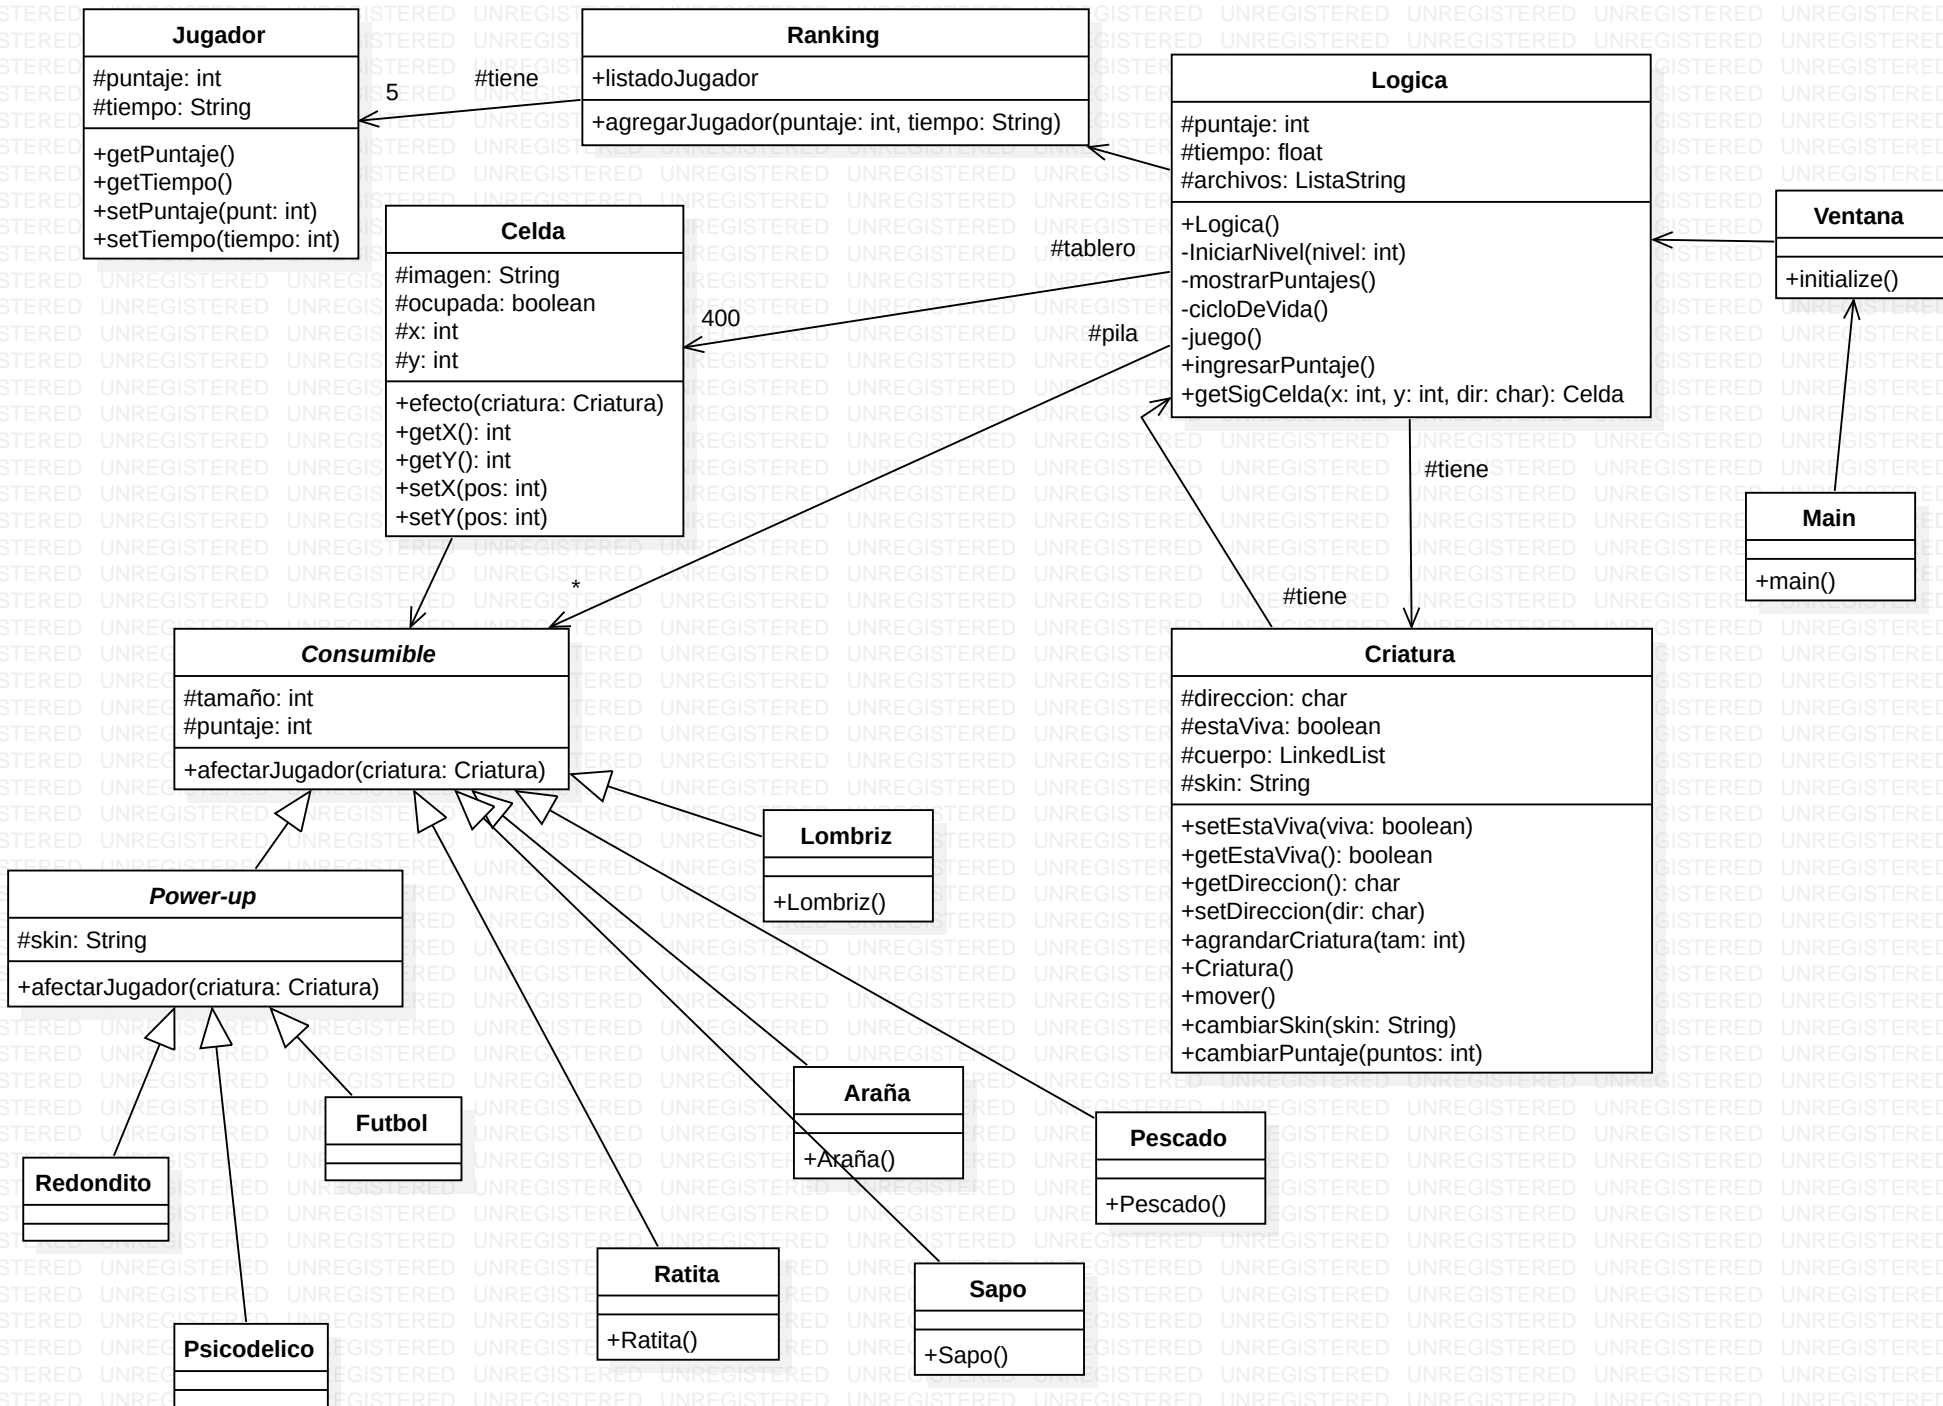 Jugador
#puntaje: int
#tiempo: String
+getPuntaje()
+getTiempo()
+setPuntaje(punt: int)
+setTiempo(tiempo: int)
5
#tiene
Ranking
+listadoJugador
+agregarJugador(puntaje: int, tiempo: String)
Logica
#puntaje: int
#tiempo: float
#archivos: ListaString
+Logica()
-IniciarNivel(nivel: int)
-mostrarPuntajes()
-cicloDeVida()
-juego()
+ingresarPuntaje()
+getSigCelda(x: int, y: int, dir: char): Celda
Ventana
+initialize()
Main
+main()
Celda
#imagen: String
#ocupada: boolean
#x: int
#y: int
+efecto(criatura: Criatura)
+getX(): int
+getY(): int
+setX(pos: int)
+setY(pos: int)
#tablero
400
#pila
*
#tiene
#tiene
Consumible
#tamaño: int
#puntaje: int
+afectarJugador(criatura: Criatura)
Criatura
#direccion: char
#estaViva: boolean
#cuerpo: LinkedList
#skin: String
+setEstaViva(viva: boolean)
+getEstaViva(): boolean
+getDireccion(): char
+setDireccion(dir: char)
+agrandarCriatura(tam: int)
+Criatura()
+mover()
+cambiarSkin(skin: String)
+cambiarPuntaje(puntos: int)
Lombriz
+Lombriz()
Power-up
#skin: String
+afectarJugador(criatura: Criatura)
Araña
+Araña()
Pescado
+Pescado()
Futbol
Redondito
Ratita
+Ratita()
Sapo
+Sapo()
Psicodelico
UNREGISTERED